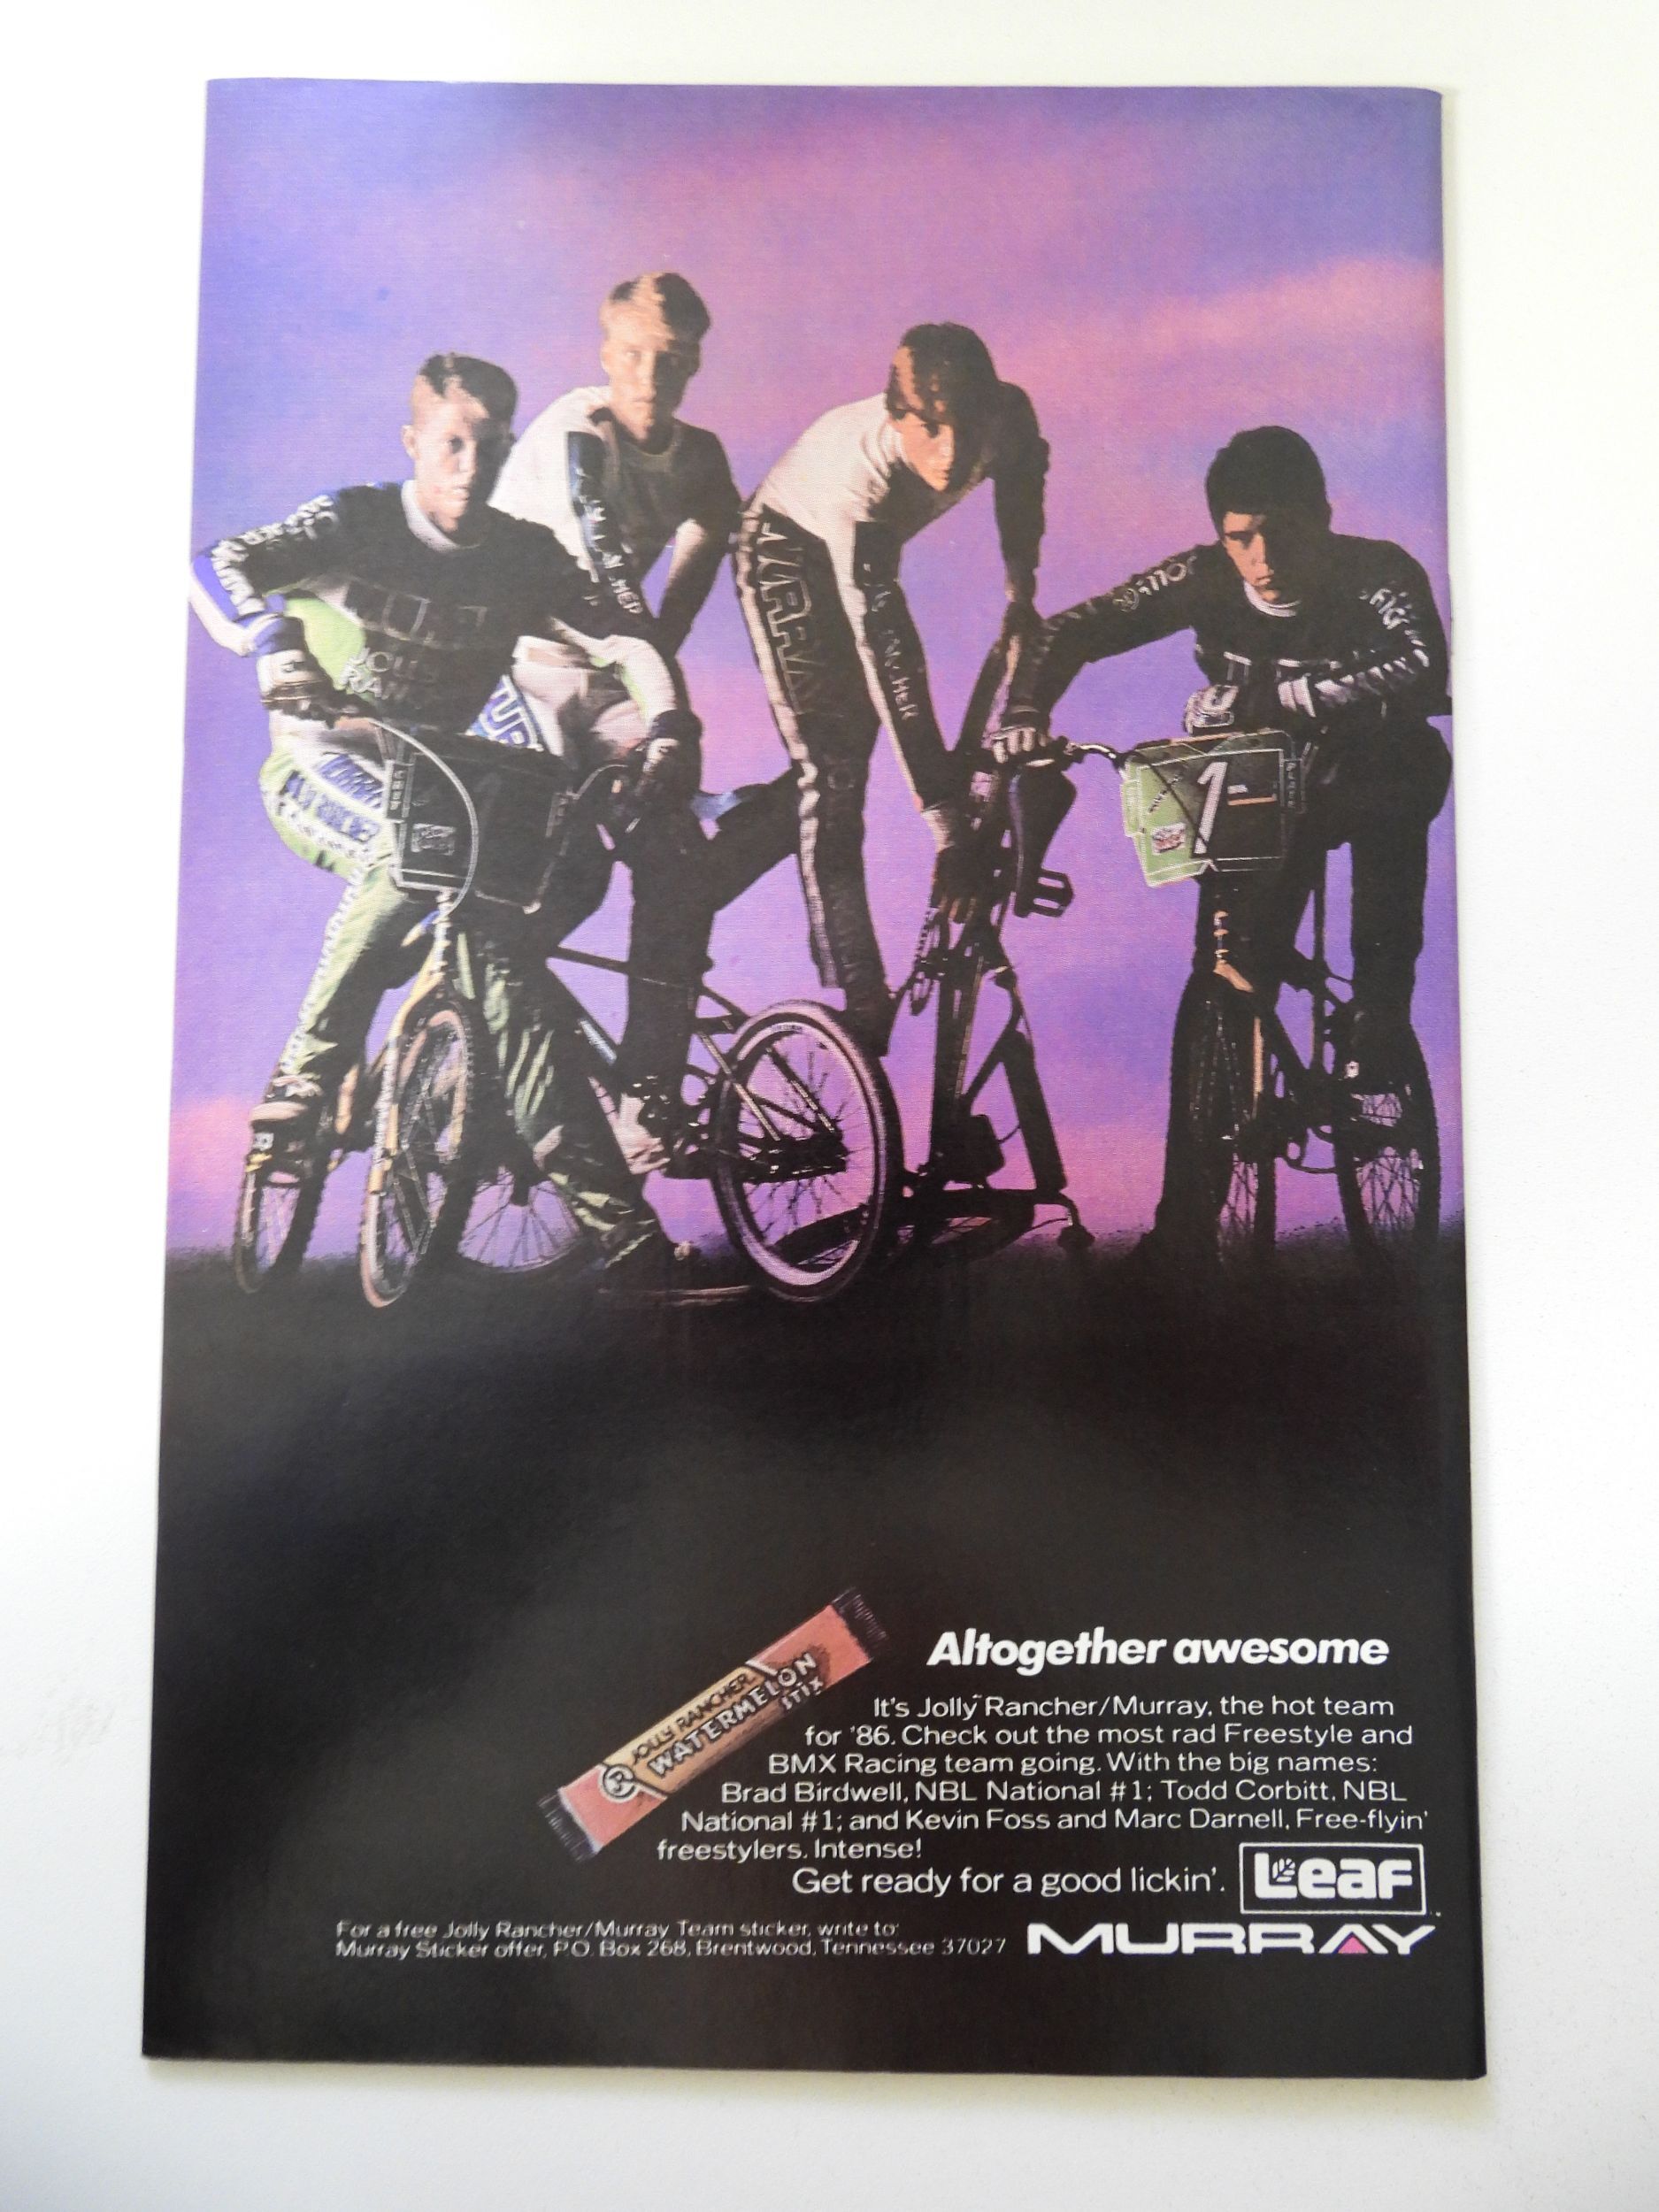 MURRAY
1
JOLLY RANCHER
WATERMELON
STIX
R
Altogether awesome
It's Jolly Rancher/Murray, the hot team
for '86. Check out the most rad Freestyle and
BMX Racing team going. With the big names:
Brad Birdwell, NBL National #1; Todd Corbitt, NBL
National #1; and Kevin Foss and Marc Darnell, Free-flyin'
freestylers. Intense!
Get ready for a good lickin'.
Leaf
For a free Jolly Rancher/Murray Team sticker, write to:
Murray Sticker offer, P.O. Box 268, Brentwood, Tennessee 37027
MURRAY